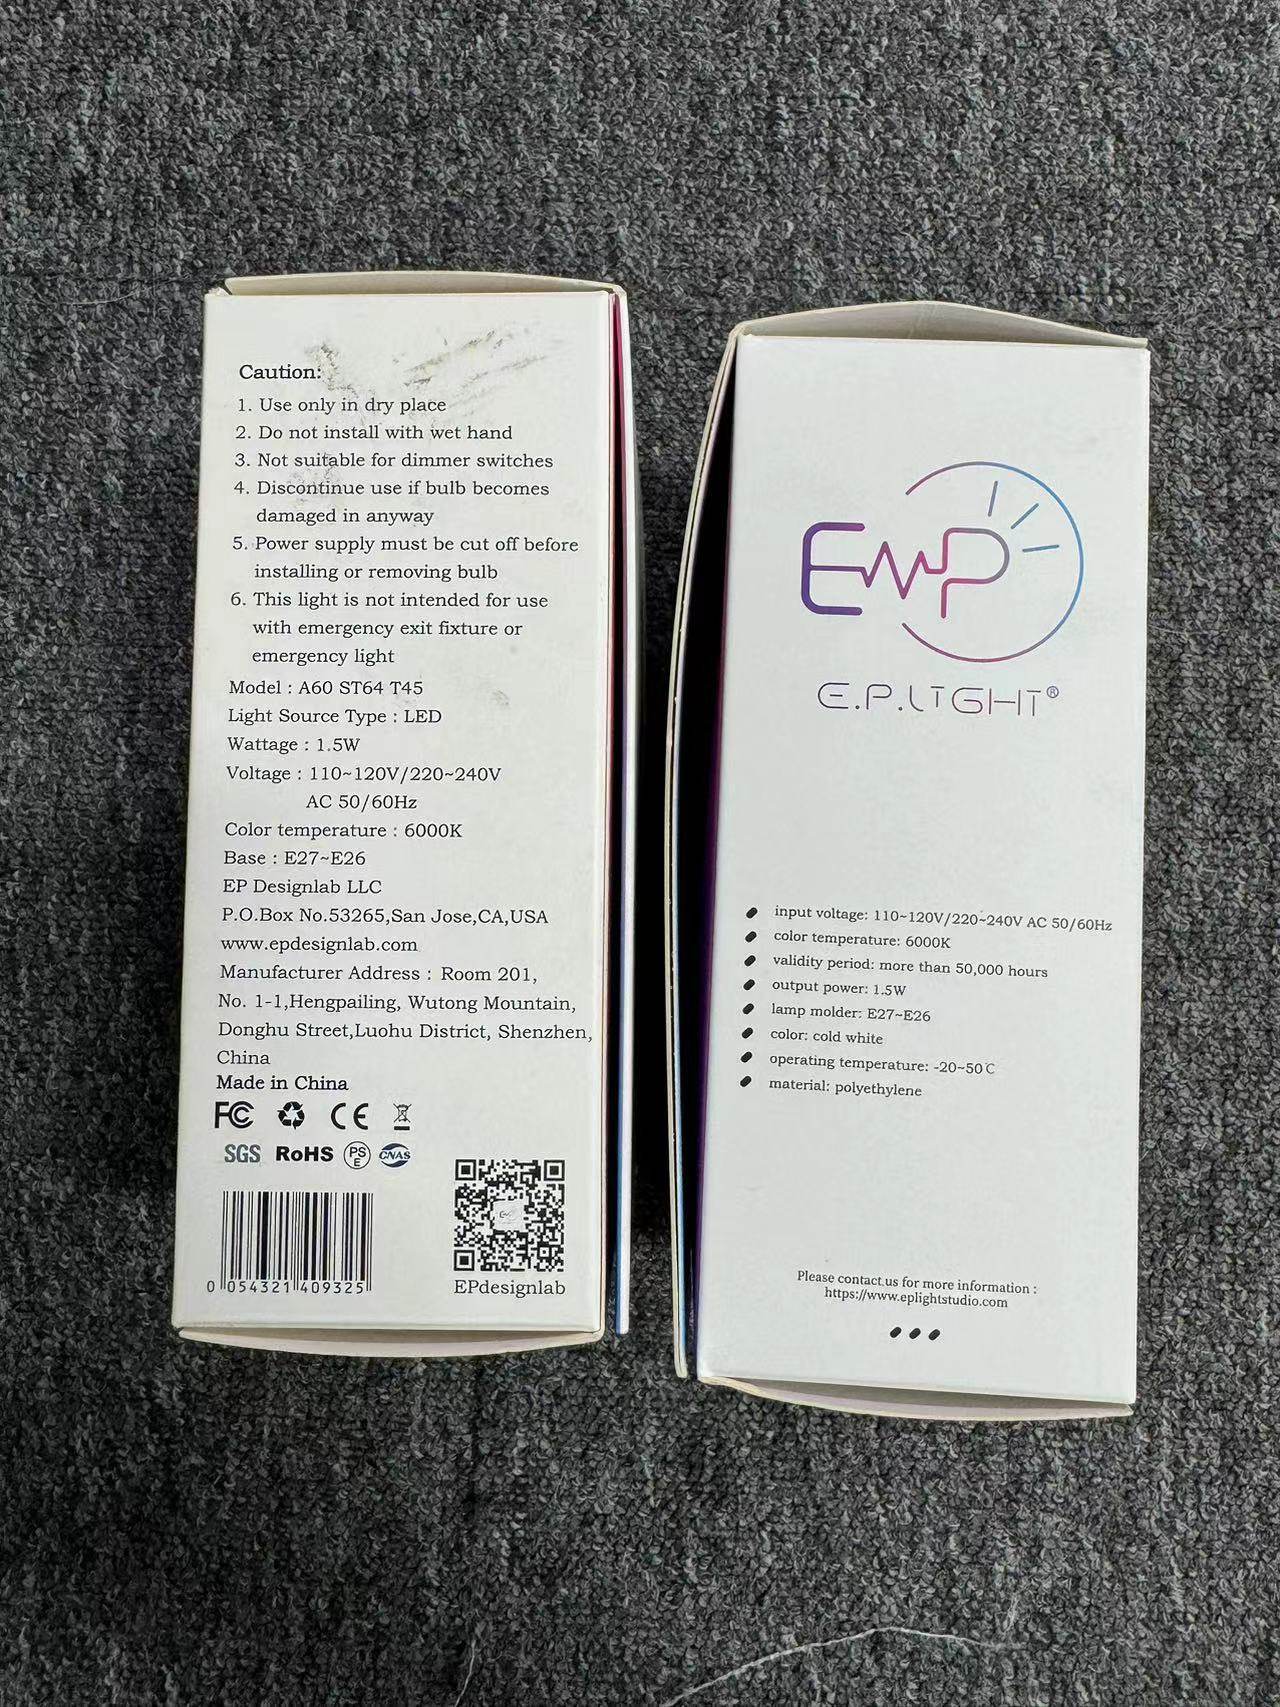 Caution:
1. Use only in dry place
2. Do not install with wet hand
3. Not suitable for dimmer switches
4. Discontinue use if bulb becomes
damaged in anyway
5. Power supply must be cut off before
installing or removing bulb
6. This light is not intended for use
with emergency exit fixture or
emergency light
Model : A60 ST64 T45
Light Source Type : LED
Wattage : 1.5W
Voltage : 110~120V/220~240V
AC 50/60Hz
Color temperature : 6000K
Base : E27~E26
EP Designlab LLC
P.O.Box No.53265,San Jose,CA,USA
www.epdesignlab.com
Manufacturer Address : Room 201,
No. 1-1,Hengpailing, Wutong Mountain,
Donghu Street,Luohu District, Shenzhen,
China
Made in China
FC CE
SGS RoHS PSE CNAS
0 054321 409325
EPdesignlab
EP
E.P.LIGHT®
input voltage: 110~120V/220~240V AC 50/60Hz
color temperature: 6000K
validity period: more than 50,000 hours
output power: 1.5W
lamp molder: E27~E26
color: cold white
operating temperature: -20~50℃
material: polyethylene
Please contact us for more information :
https://www.eplightstudio.com